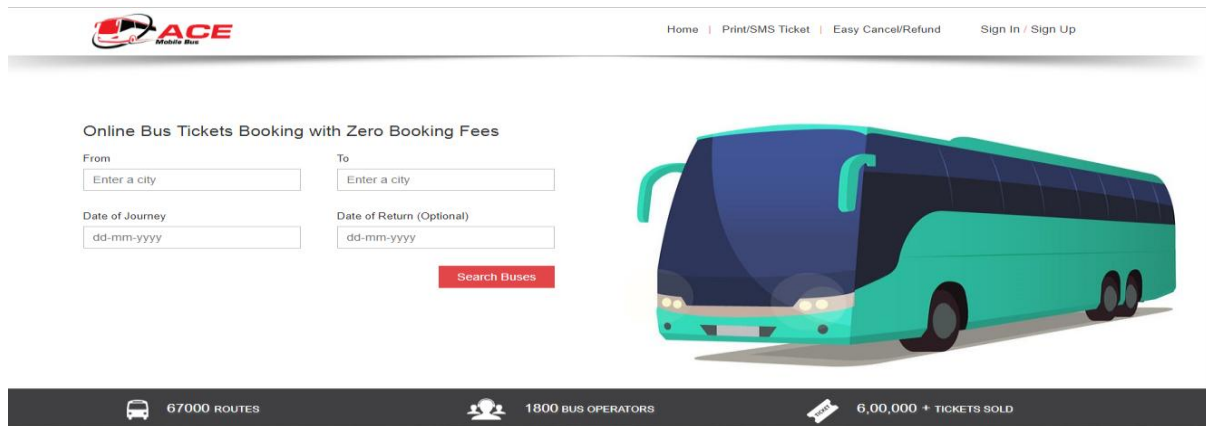 ACE
Mobile Bus
Home | Print/SMS Ticket | Easy Cancel/Refund Sign In / Sign Up
Online Bus Tickets Booking with Zero Booking Fees
From To
Enter a city Enter a city
Date of Journey Date of Return (Optional)
dd-mm-yyyy dd-mm-yyyy
Search Buses
67000 ROUTES 1800 BUS OPERATORS TICKET 6,00,000 + TICKETS SOLD